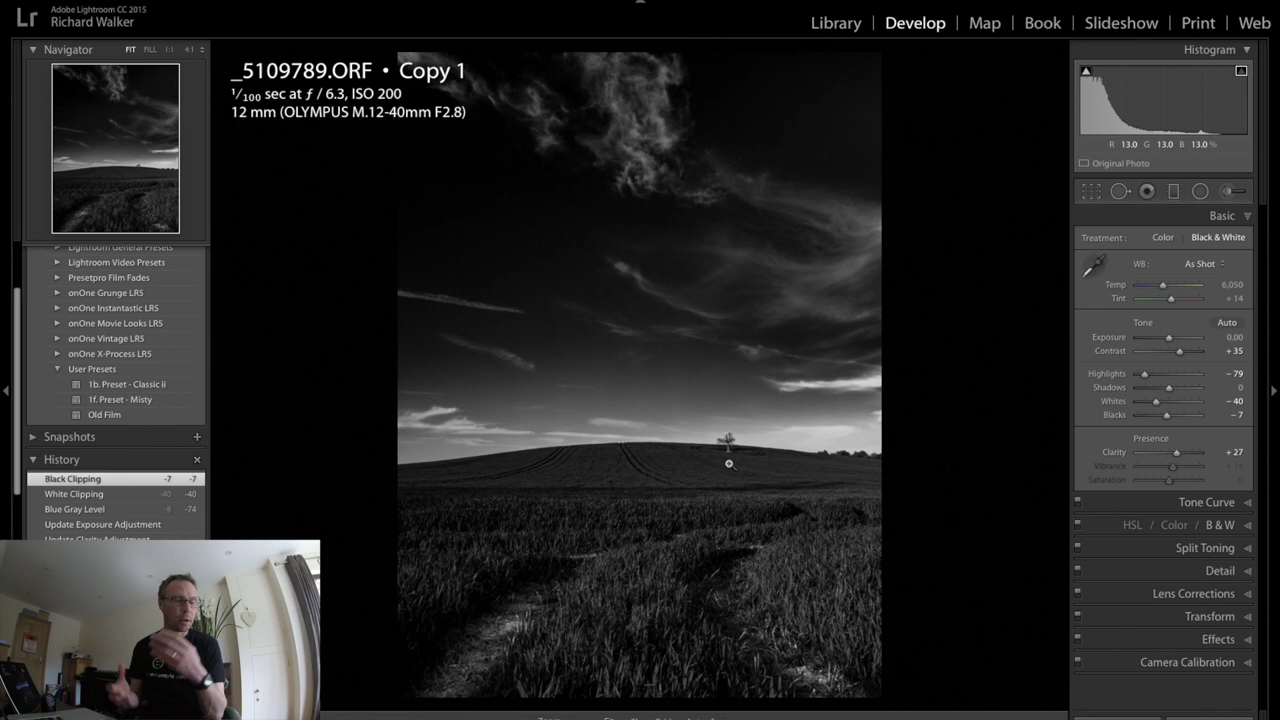 Lr
Adobe Lightroom CC 2015
Richard Walker
Library | Develop | Map | Book | Slideshow | Print | Web
Navigator FIT FILL 1:1 4:1
Lightroom General Presets
Lightroom Video Presets
Presetpro Film Fades
onOne Grunge LR5
onOne Instantastic LR5
onOne Movie Looks LR5
onOne Vintage LR5
onOne X-Process LR5
User Presets
1b. Preset - Classic ii
1f. Preset - Misty
Old Film
Snapshots +
History ×
Black Clipping -7 -7
White Clipping -40 -40
Blue Gray Level -8 -74
Update Exposure Adjustment
Update Clarity Adjustment
_5109789.ORF • Copy 1
1/100 sec at ƒ / 6.3, ISO 200
12 mm (OLYMPUS M.12-40mm F2.8)
Histogram
R 13.0 G 13.0 B 13.0 %
Original Photo
Basic
Treatment : Color Black & White
WB : As Shot
Temp 6,050
Tint + 14
Tone Auto
Exposure 0.00
Contrast + 35
Highlights - 79
Shadows 0
Whites - 40
Blacks - 7
Presence
Clarity + 27
Vibrance + 14
Saturation
Tone Curve
HSL / Color / B & W
Split Toning
Detail
Lens Corrections
Transform
Effects
Camera Calibration